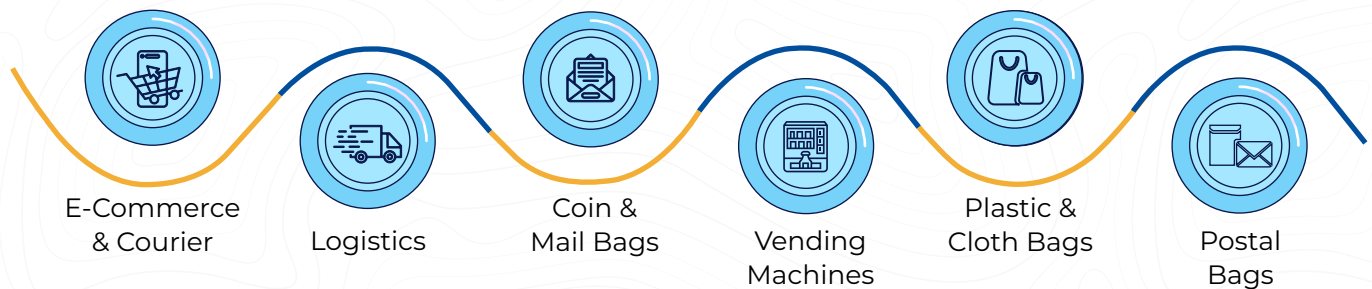 E-Commerce
& Courier
Logistics
Coin &
Mail Bags
Vending
Machines
Plastic &
Cloth Bags
Postal
Bags